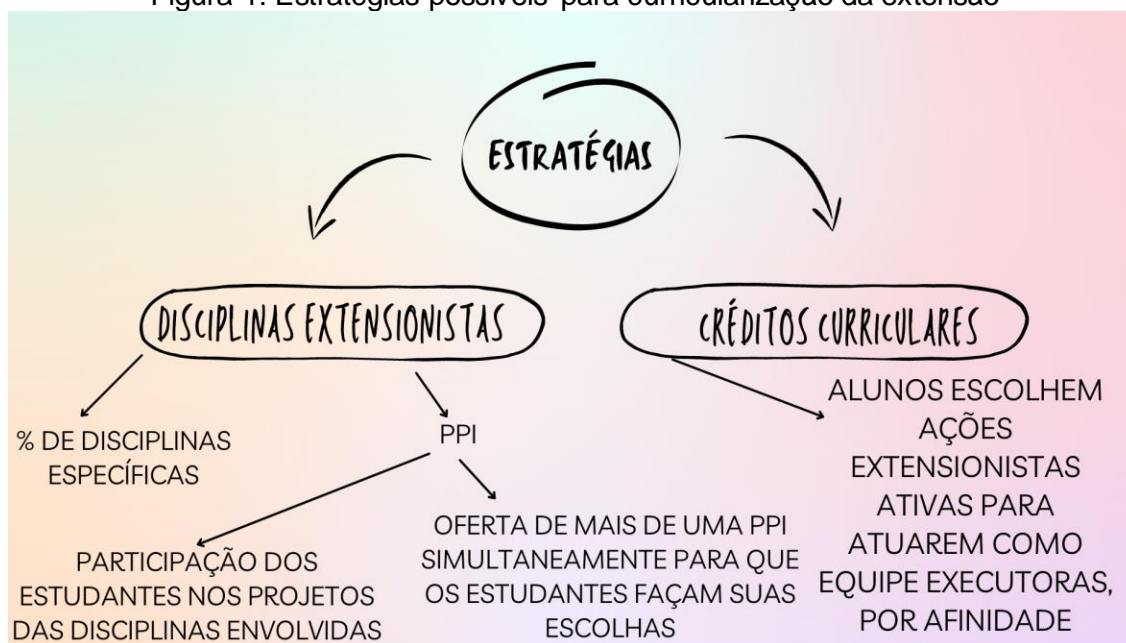 Figura 1: Estratégias possíveis para curricularização da extensão
ESTRATÉGIAS
DISCIPLINAS EXTENSIONISTAS
CRÉDITOS CURRICULARES
% DE DISCIPLINAS
ESPECÍFICAS
PPI
PARTICIPAÇÃO DOS
ESTUDANTES NOS PROJETOS
DAS DISCIPLINAS ENVOLVIDAS
OFERTA DE MAIS DE UMA PPI
SIMULTANEAMENTE PARA QUE
OS ESTUDANTES FAÇAM SUAS
ESCOLHAS
ALUNOS ESCOLHEM
AÇÕES
EXTENSIONISTAS
ATIVAS PARA
ATUAREM COMO
EQUIPE EXECUTORAS,
POR AFINIDADE